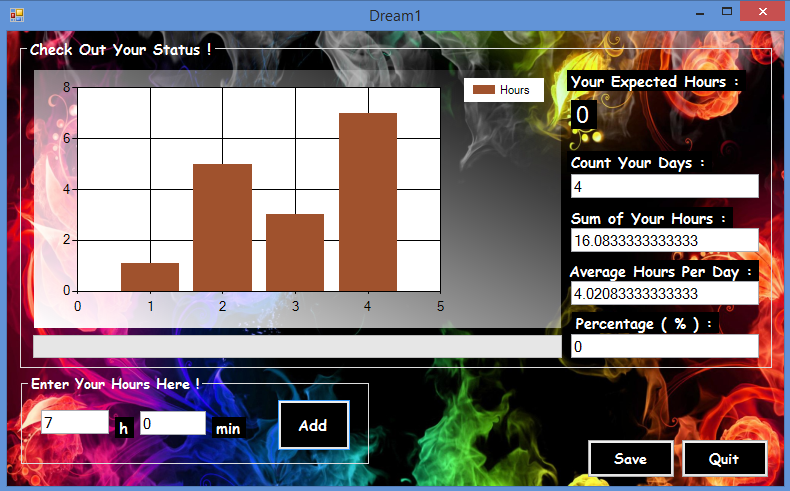 Dream1
Check Out Your Status !
8
6
4
2
0
0 1 2 3 4 5
Hours
Your Expected Hours :
0
Count Your Days :
4
Sum of Your Hours :
16.0833333333333
Average Hours Per Day :
4.02083333333333
Percentage ( % ) :
0
Enter Your Hours Here !
7 h 0 min
Add
Save Quit